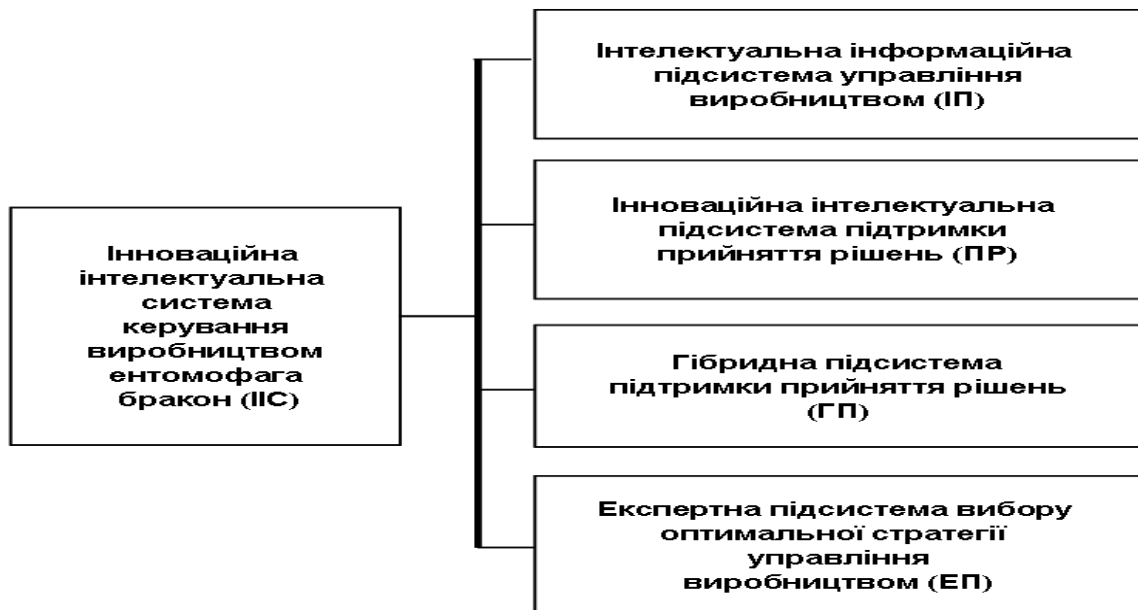 Інноваційна
інтелектуальна
система
керування
виробництвом
ентомофага
бракон (ІІС)
Інтелектуальна інформаційна
підсистема управління
виробництвом (ІП)
Інноваційна інтелектуальна
підсистема підтримки
прийняття рішень (ПР)
Гібридна підсистема
підтримки прийняття рішень
(ГП)
Експертна підсистема вибору
оптимальної стратегії
управління
виробництвом (ЕП)